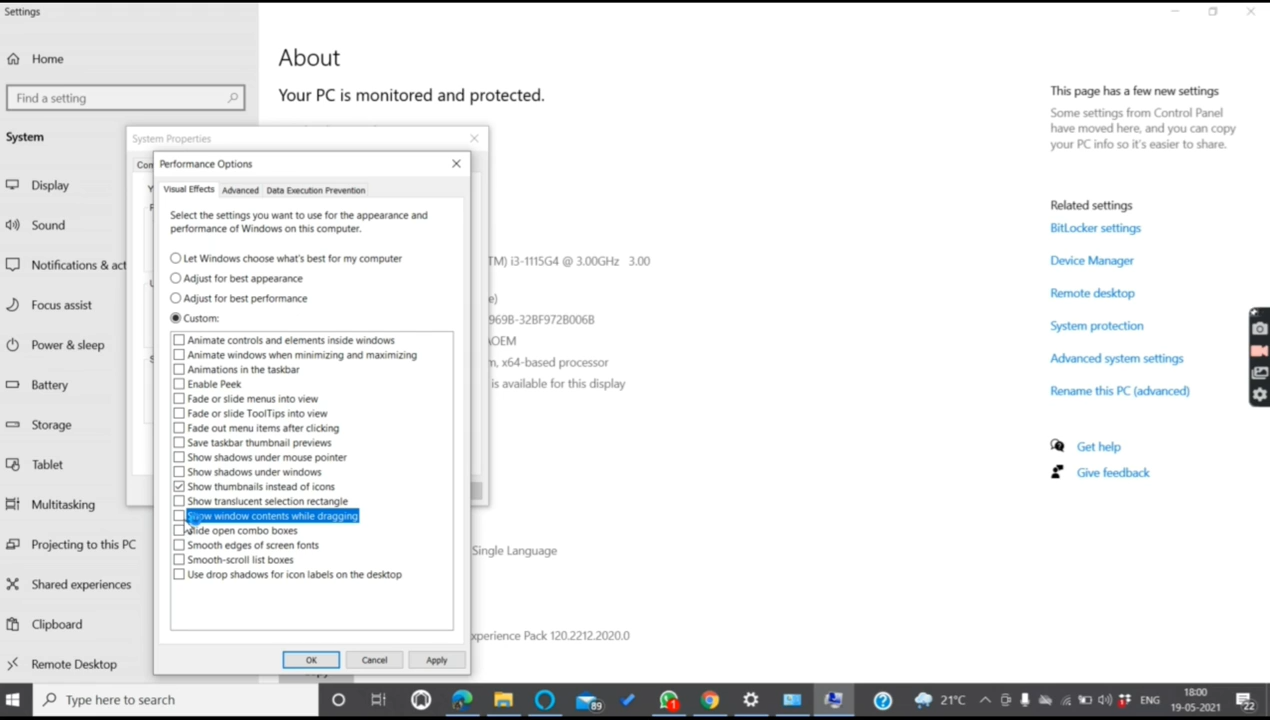 Settings
Home
Find a setting
System
Display
Sound
Notifications & act
Focus assist
Power & sleep
Battery
Storage
Tablet
Multitasking
Projecting to this PC
Shared experiences
Clipboard
Remote Desktop
About
Your PC is monitored and protected.
System Properties
Con
Performance Options
Visual Effects
Advanced
Data Execution Prevention
Select the settings you want to use for the appearance and
performance of Windows on this computer.
Let Windows choose what's best for my computer
Adjust for best appearance
Adjust for best performance
Custom:
Animate controls and elements inside windows
Animate windows when minimizing and maximizing
Animations in the taskbar
Enable Peek
Fade or slide menus into view
Fade or slide ToolTips into view
Fade out menu items after clicking
Save taskbar thumbnail previews
Show shadows under mouse pointer
Show shadows under windows
Show thumbnails instead of icons
Show translucent selection rectangle
Show window contents while dragging
Slide open combo boxes
Smooth edges of screen fonts
Smooth-scroll list boxes
Use drop shadows for icon labels on the desktop
OK
Cancel
Apply
TM) i3-1115G4 @ 3.00GHz 3.00
e)
969B-32BF972B006B
AOEM
m, x64-based processor
is available for this display
Single Language
xperience Pack 120.2212.2020.0
This page has a few new settings
Some settings from Control Panel
have moved here, and you can copy
your PC info so it's easier to share.
Related settings
BitLocker settings
Device Manager
Remote desktop
System protection
Advanced system settings
Rename this PC (advanced)
Get help
Give feedback
Type here to search
89
1
21°C
ENG
18:00
19-05-2021
22